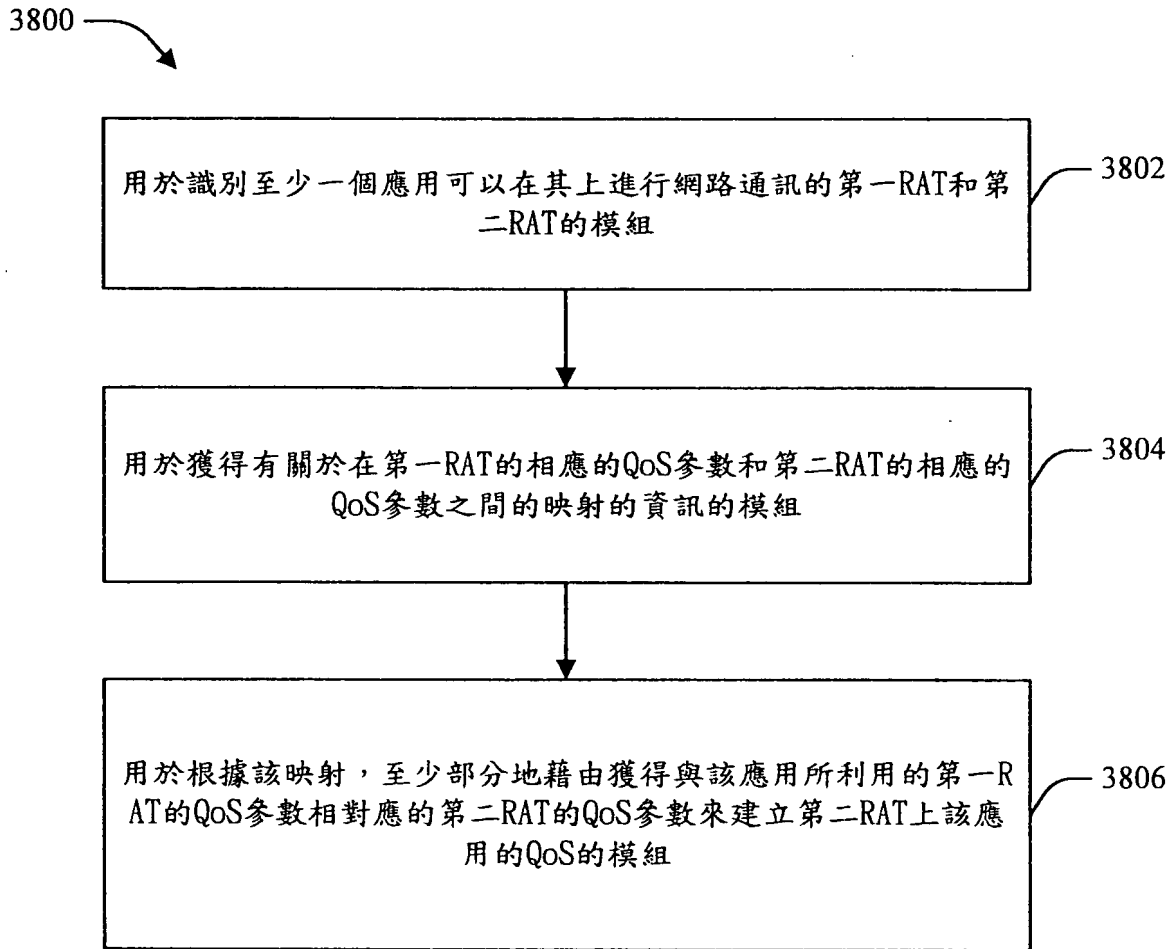 3800
用於識別至少一個應用可以在其上進行網路通訊的第一RAT和第
二RAT的模組
3802
用於獲得有關於在第一RAT的相應的QoS參數和第二RAT的相應的
QoS參數之間的映射的資訊的模組
3804
用於根據該映射，至少部分地藉由獲得與該應用所利用的第一R
AT的QoS參數相對應的第二RAT的QoS參數來建立第二RAT上該應
用的QoS的模組
3806